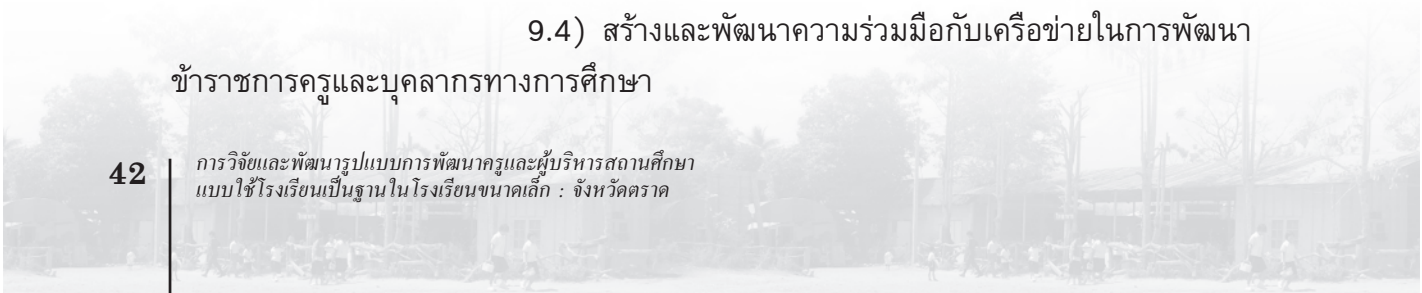 9.4) สร้างและพัฒนาความร่วมมือกับเครือข่ายในการพัฒนา
ข้าราชการครูและบุคลากรทางการศึกษา
42
การวิจัยและพัฒนารูปแบบการพัฒนาครูและผู้บริหารสถานศึกษา
แบบใช้โรงเรียนเป็นฐานในโรงเรียนขนาดเล็ก : จังหวัดตราด